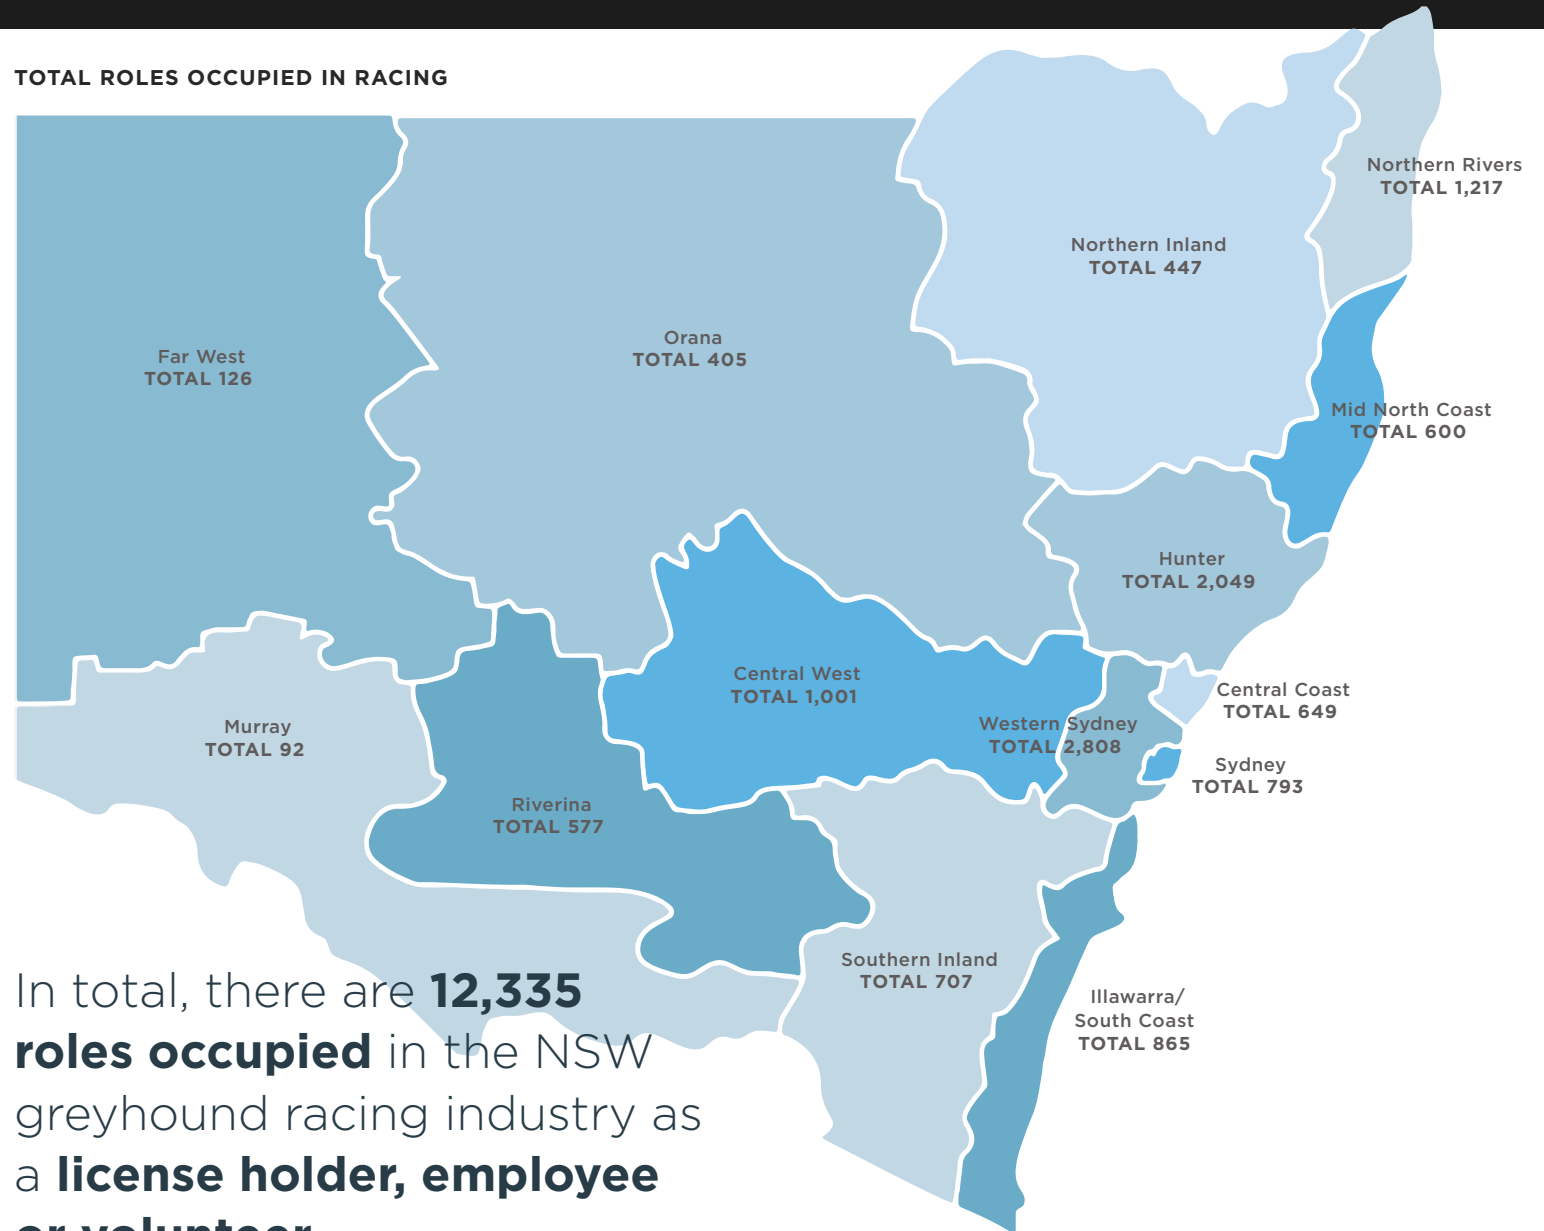 TOTAL ROLES OCCUPIED IN RACING
Northern Rivers
TOTAL 1,217
Northern Inland
TOTAL 447
Orana
TOTAL 405
Far West
TOTAL 126
Mid North Coast
TOTAL 600
Hunter
TOTAL 2,049
Central West
TOTAL 1,001
Central Coast
TOTAL 649
Western Sydney
TOTAL 2,808
Murray
TOTAL 92
Sydney
TOTAL 793
Riverina
TOTAL 577
Southern Inland
TOTAL 707
Illawarra/
South Coast
TOTAL 865
In total, there are 12,335
roles occupied in the NSW
greyhound racing industry as
a license holder, employee
or volunteer